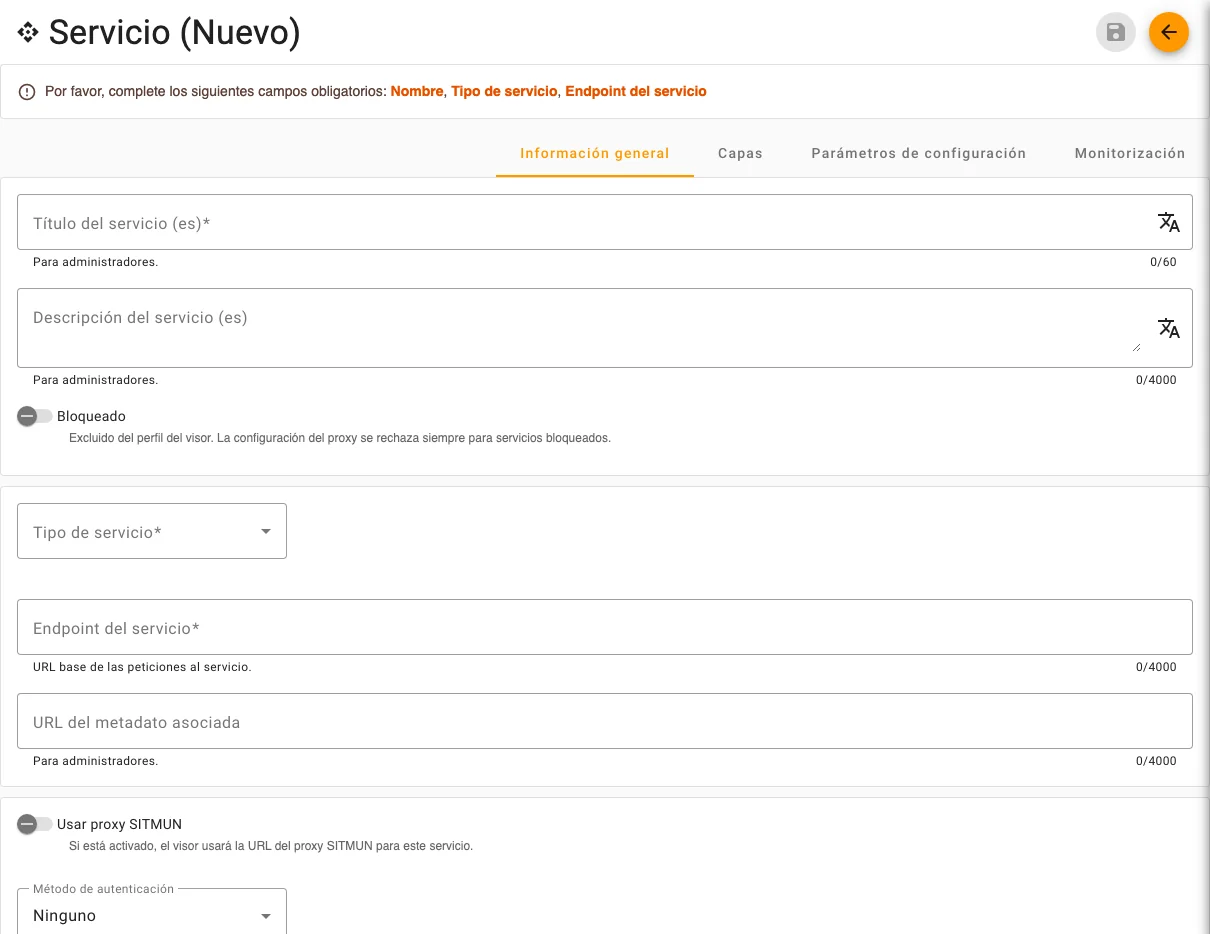 Servicio (Nuevo)
Por favor, complete los siguientes campos obligatorios: Nombre, Tipo de servicio, Endpoint del servicio
Información general Capas Parámetros de configuración Monitorización
Título del servicio (es)*
Para administradores. 0/60
Descripción del servicio (es)
Para administradores. 0/4000
Bloqueado
Excluido del perfil del visor. La configuración del proxy se rechaza siempre para servicios bloqueados.
Tipo de servicio*
Endpoint del servicio*
URL base de las peticiones al servicio. 0/4000
URL del metadato asociada
Para administradores. 0/4000
Usar proxy SITMUN
Si está activado, el visor usará la URL del proxy SITMUN para este servicio.
Método de autenticación
Ninguno